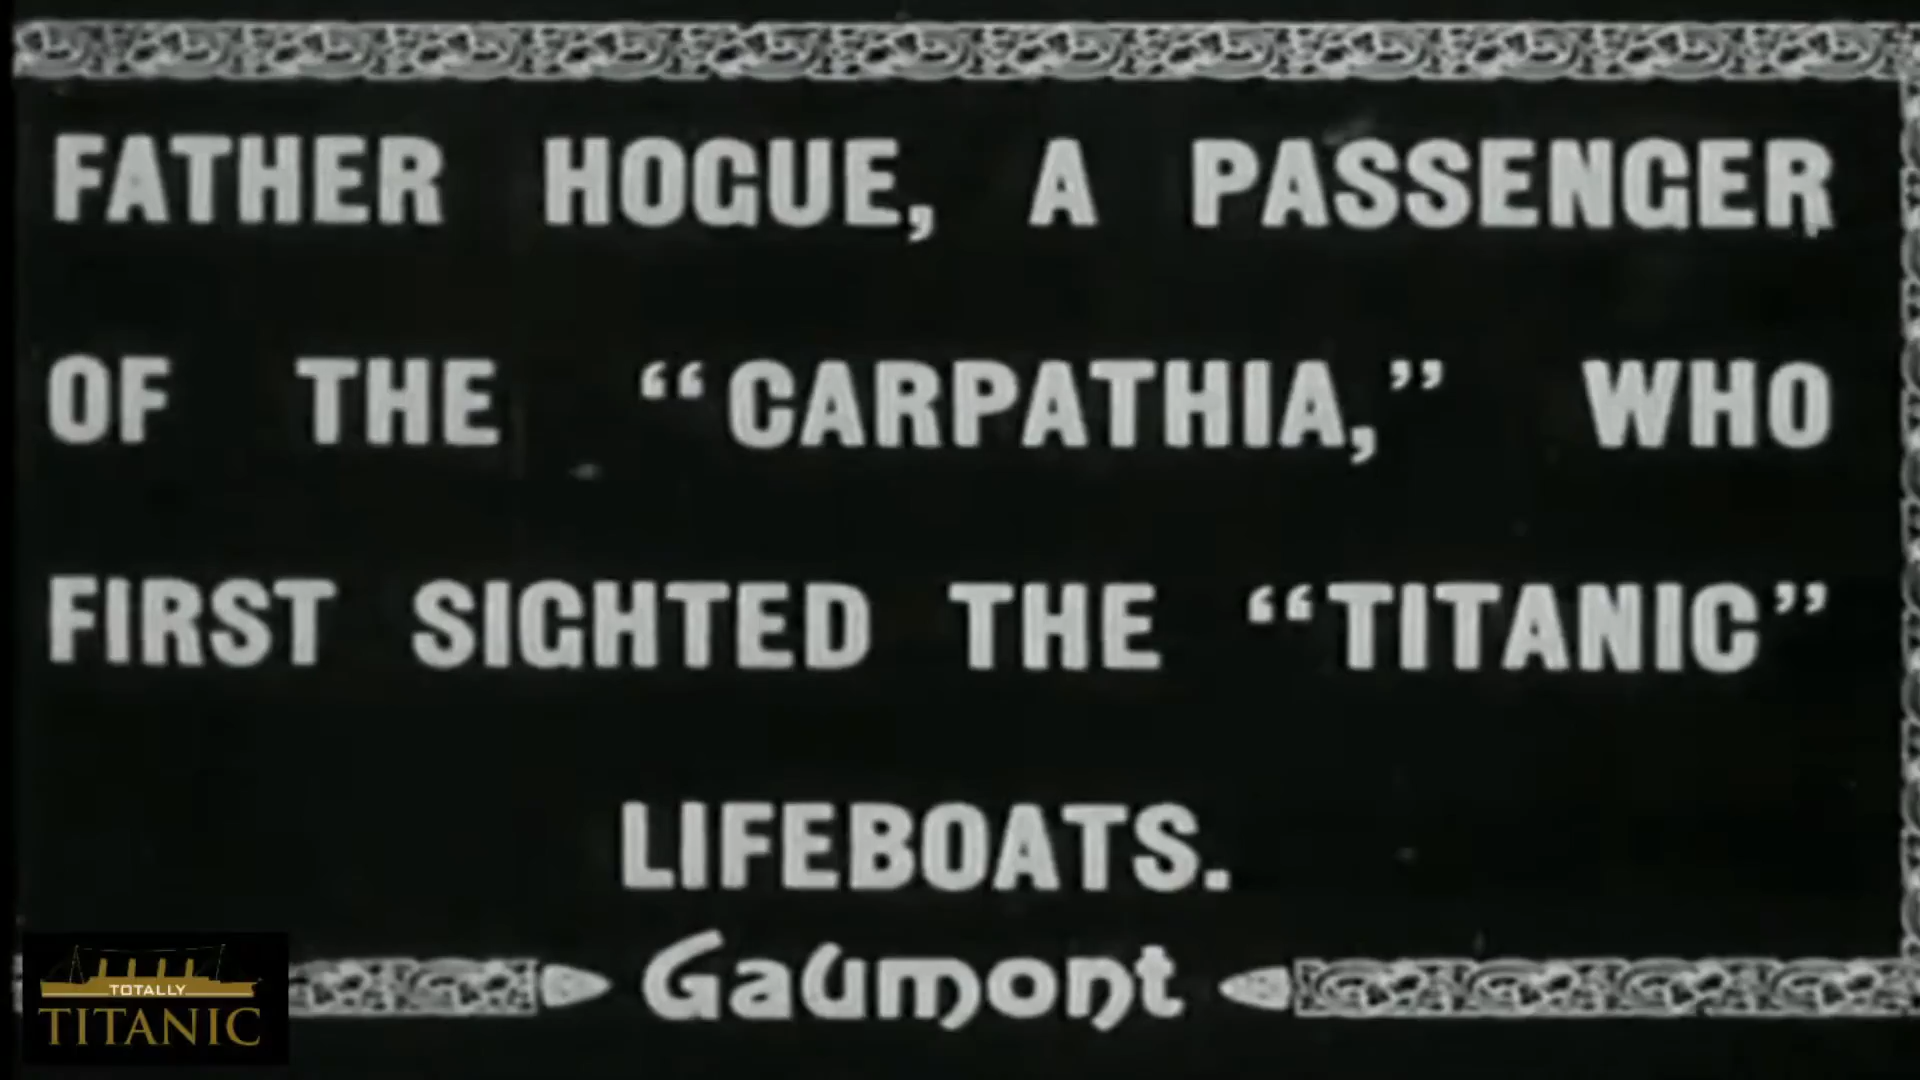 FATHER HOGUE, A PASSENGER
OF THE “CARPATHIA,” WHO
FIRST SIGHTED THE “TITANIC”
LIFEBOATS.
Gaumont
TOTALLY
TITANIC